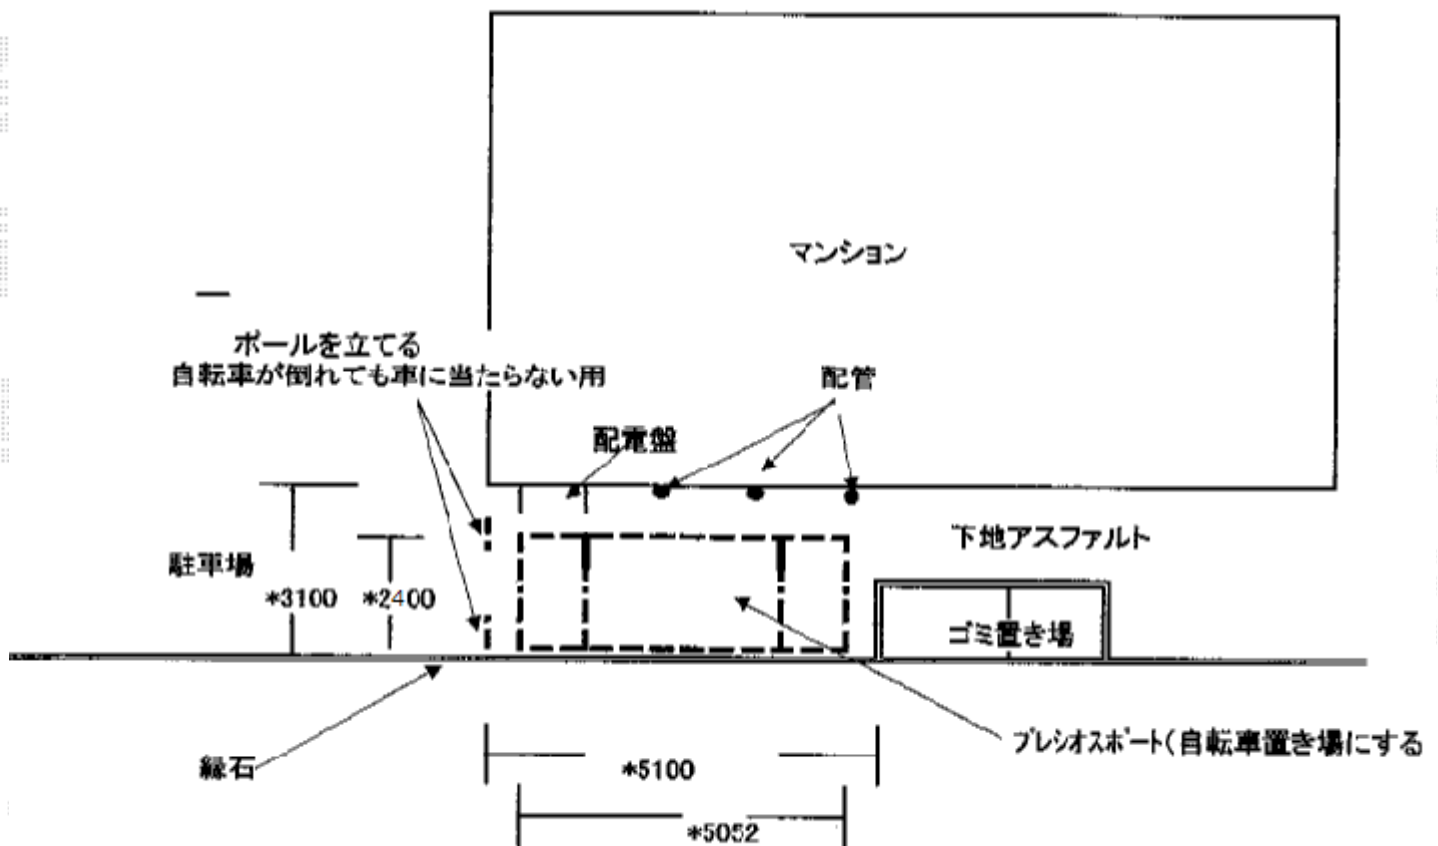 マンション
ポールを立てる
自転車が倒れても車に当たらない用
配管
配電盤
下地アスファルト
駐車場
*3100
*2400
ゴミ置き場
プレシオスポート(自転車置き場にする
縁石
*5100
*5052